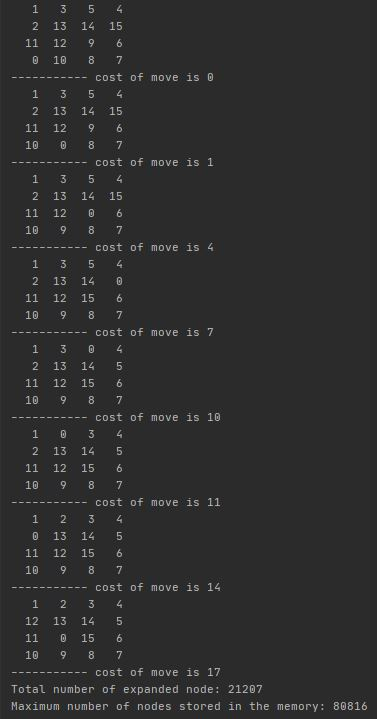 1 3 5 4
2 13 14 15
11 12 9 6
0 10 8 7
----------- cost of move is 0
1 3 5 4
2 13 14 15
11 12 9 6
10 0 8 7
----------- cost of move is 1
1 3 5 4
2 13 14 15
11 12 0 6
10 9 8 7
----------- cost of move is 4
1 3 5 4
2 13 14 0
11 12 15 6
10 9 8 7
----------- cost of move is 7
1 3 0 4
2 13 14 5
11 12 15 6
10 9 8 7
----------- cost of move is 10
1 0 3 4
2 13 14 5
11 12 15 6
10 9 8 7
----------- cost of move is 11
1 2 3 4
0 13 14 5
11 12 15 6
10 9 8 7
----------- cost of move is 14
1 2 3 4
12 13 14 5
11 0 15 6
10 9 8 7
----------- cost of move is 17
Total number of expanded node: 21207
Maximum number of nodes stored in the memory: 80816